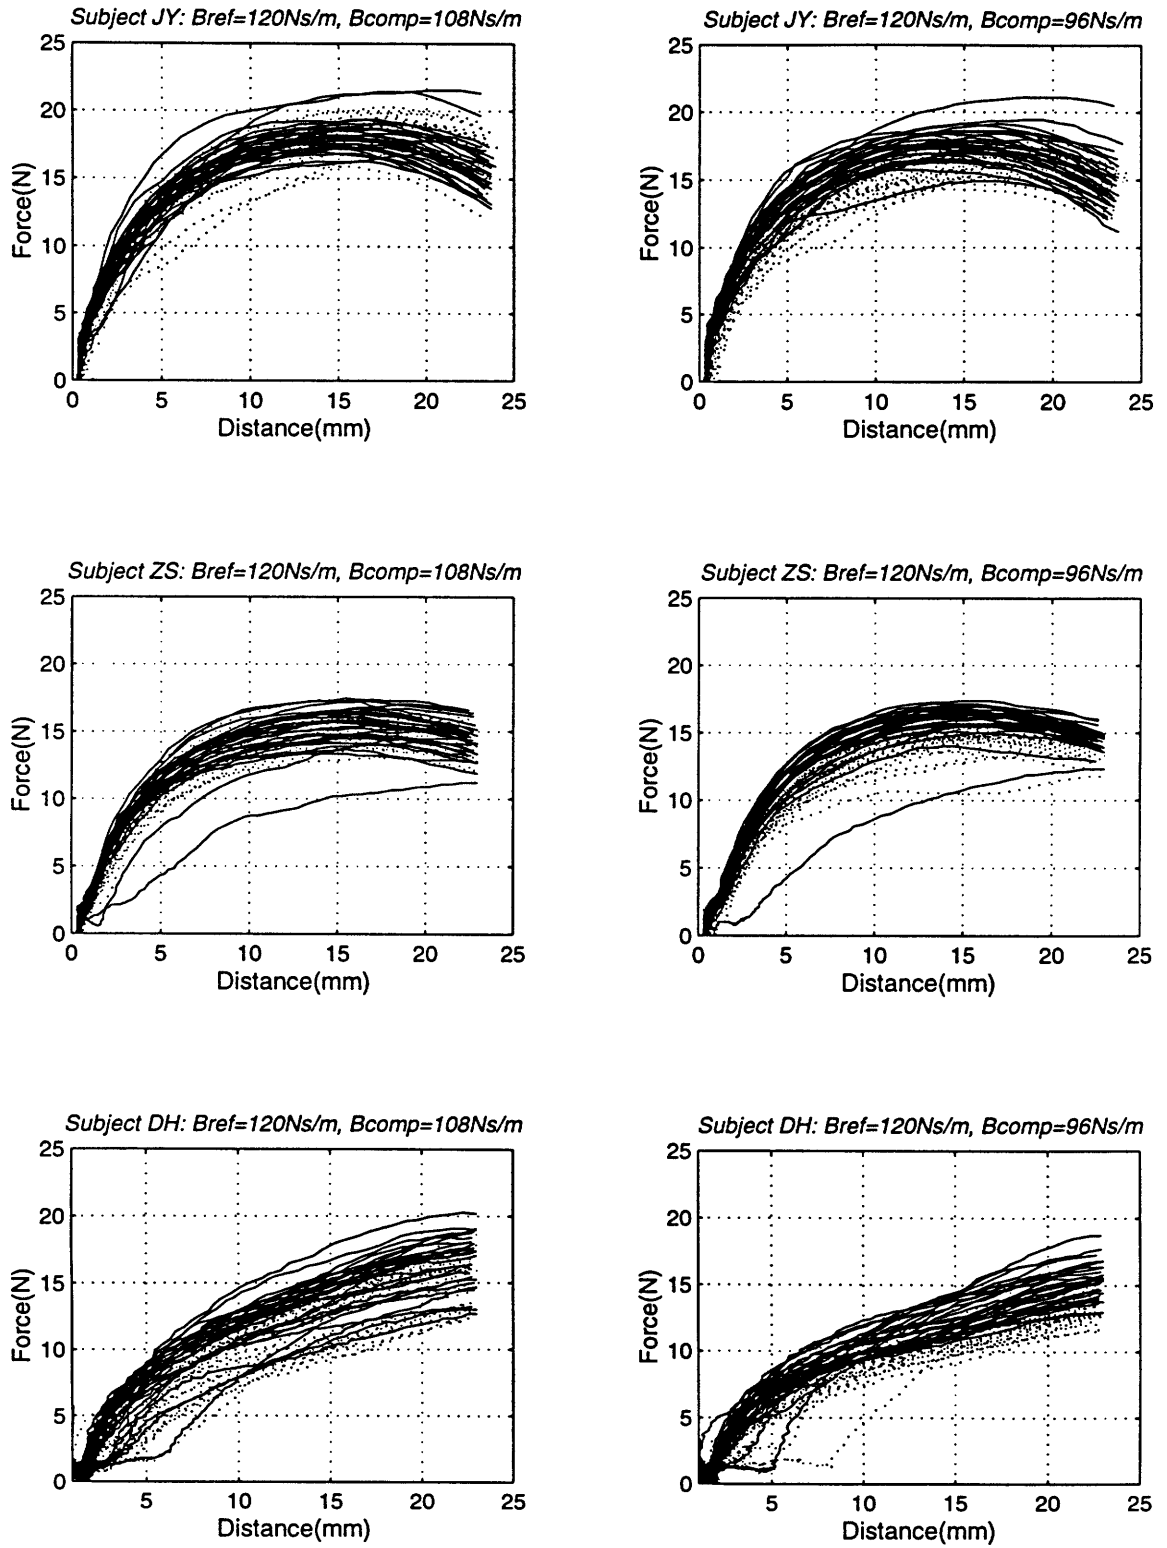 Subject JY: Bref=120Ns/m, Bcomp=108Ns/m
25
20
15
10
5
0
Force(N)
0 5 10 15 20 25
Distance(mm)
Subject JY: Bref=120Ns/m, Bcomp=96Ns/m
25
20
15
10
5
0
Force(N)
0 5 10 15 20 25
Distance(mm)
Subject ZS: Bref=120Ns/m, Bcomp=108Ns/m
25
20
15
10
5
0
Force(N)
0 5 10 15 20 25
Distance(mm)
Subject ZS: Bref=120Ns/m, Bcomp=96Ns/m
25
20
15
10
5
0
Force(N)
0 5 10 15 20 25
Distance(mm)
Subject DH: Bref=120Ns/m, Bcomp=108Ns/m
25
20
15
10
5
0
Force(N)
5 10 15 20 25
Distance(mm)
Subject DH: Bref=120Ns/m, Bcomp=96Ns/m
25
20
15
10
5
0
Force(N)
5 10 15 20 25
Distance(mm)